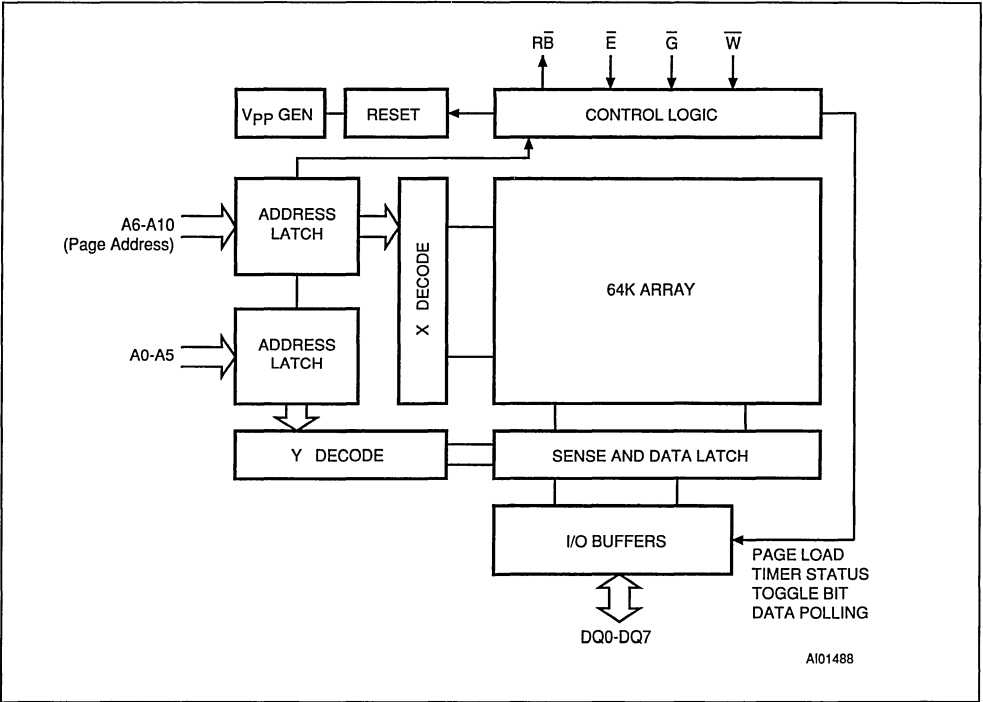 RB̅ E̅ G̅ W̅
VPP GEN
RESET
CONTROL LOGIC
A6-A10
(Page Address)
ADDRESS
LATCH
X DECODE
64K ARRAY
A0-A5
ADDRESS
LATCH
Y DECODE
SENSE AND DATA LATCH
I/O BUFFERS
PAGE LOAD
TIMER STATUS
TOGGLE BIT
DATA POLLING
DQ0-DQ7
AI01488